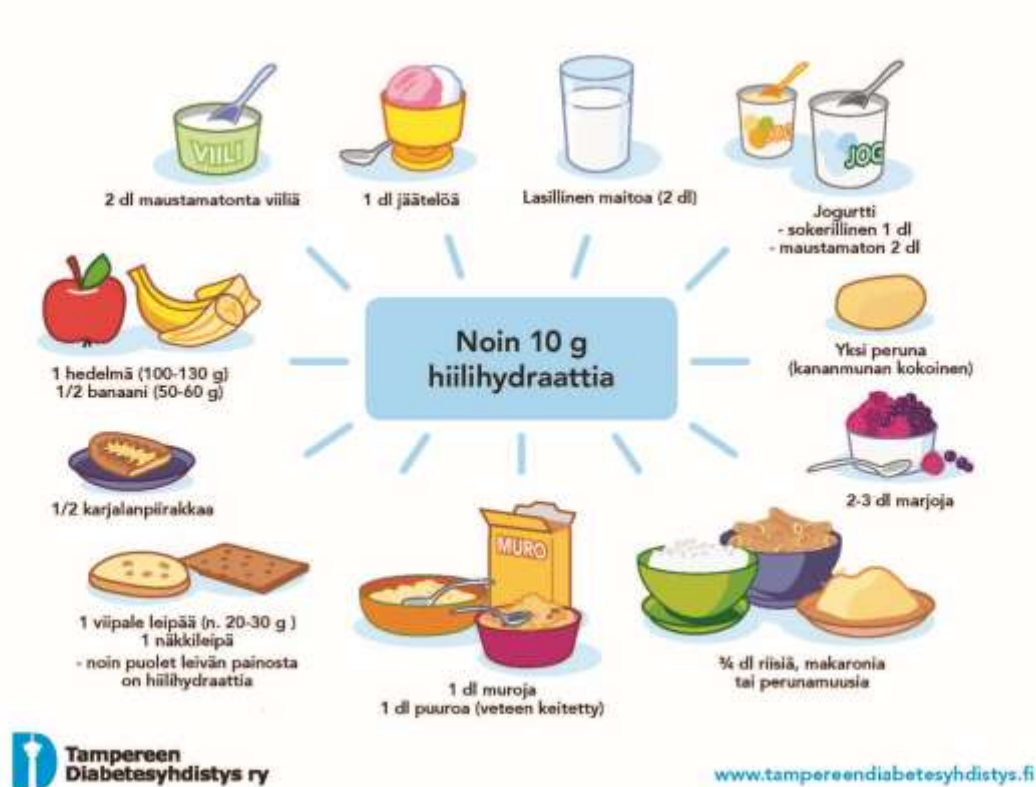 VIILI
2 dl maustamatonta viiliä
1 dl jäätelöä
Lasillinen maitoa (2 dl)
JOG
Jogurtti
- sokerillinen 1 dl
- maustamaton 2 dl
1 hedelmä (100-130 g)
1/2 banaani (50-60 g)
Noin 10 g
hiilihydraattia
Yksi peruna
(kananmunan kokoinen)
1/2 karjalanpiirakkaa
2-3 dl marjoja
1 viipale leipää (n. 20-30 g )
1 näkkileipä
- noin puolet leivän painosta
on hiilihydraattia
MURO
1 dl muroja
1 dl puuroa (veteen keitetty)
¾ dl riisiä, makaronia
tai perunamuusia
Tampereen
Diabetesyhdistys ry
www.tampereendiabetesyhdistys.fi